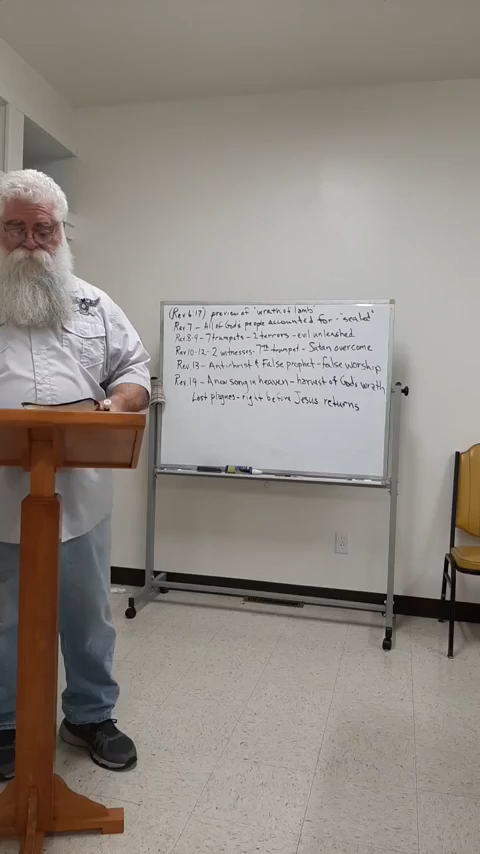 (Rev 6:17) preview of "wrath of lamb"
Rev 7 - All of God's people accounted for - "sealed"
Rev 8-9 - 7 trumpets - 2 terrors - evil unleashed
Rev 10-12 - 2 witnesses - 7th trumpet - Satan overcome
Rev 13 - Antichrist & False prophet - false worship
Rev 14 - A new song in heaven - harvest of God's wrath
Last plagues - right before Jesus returns